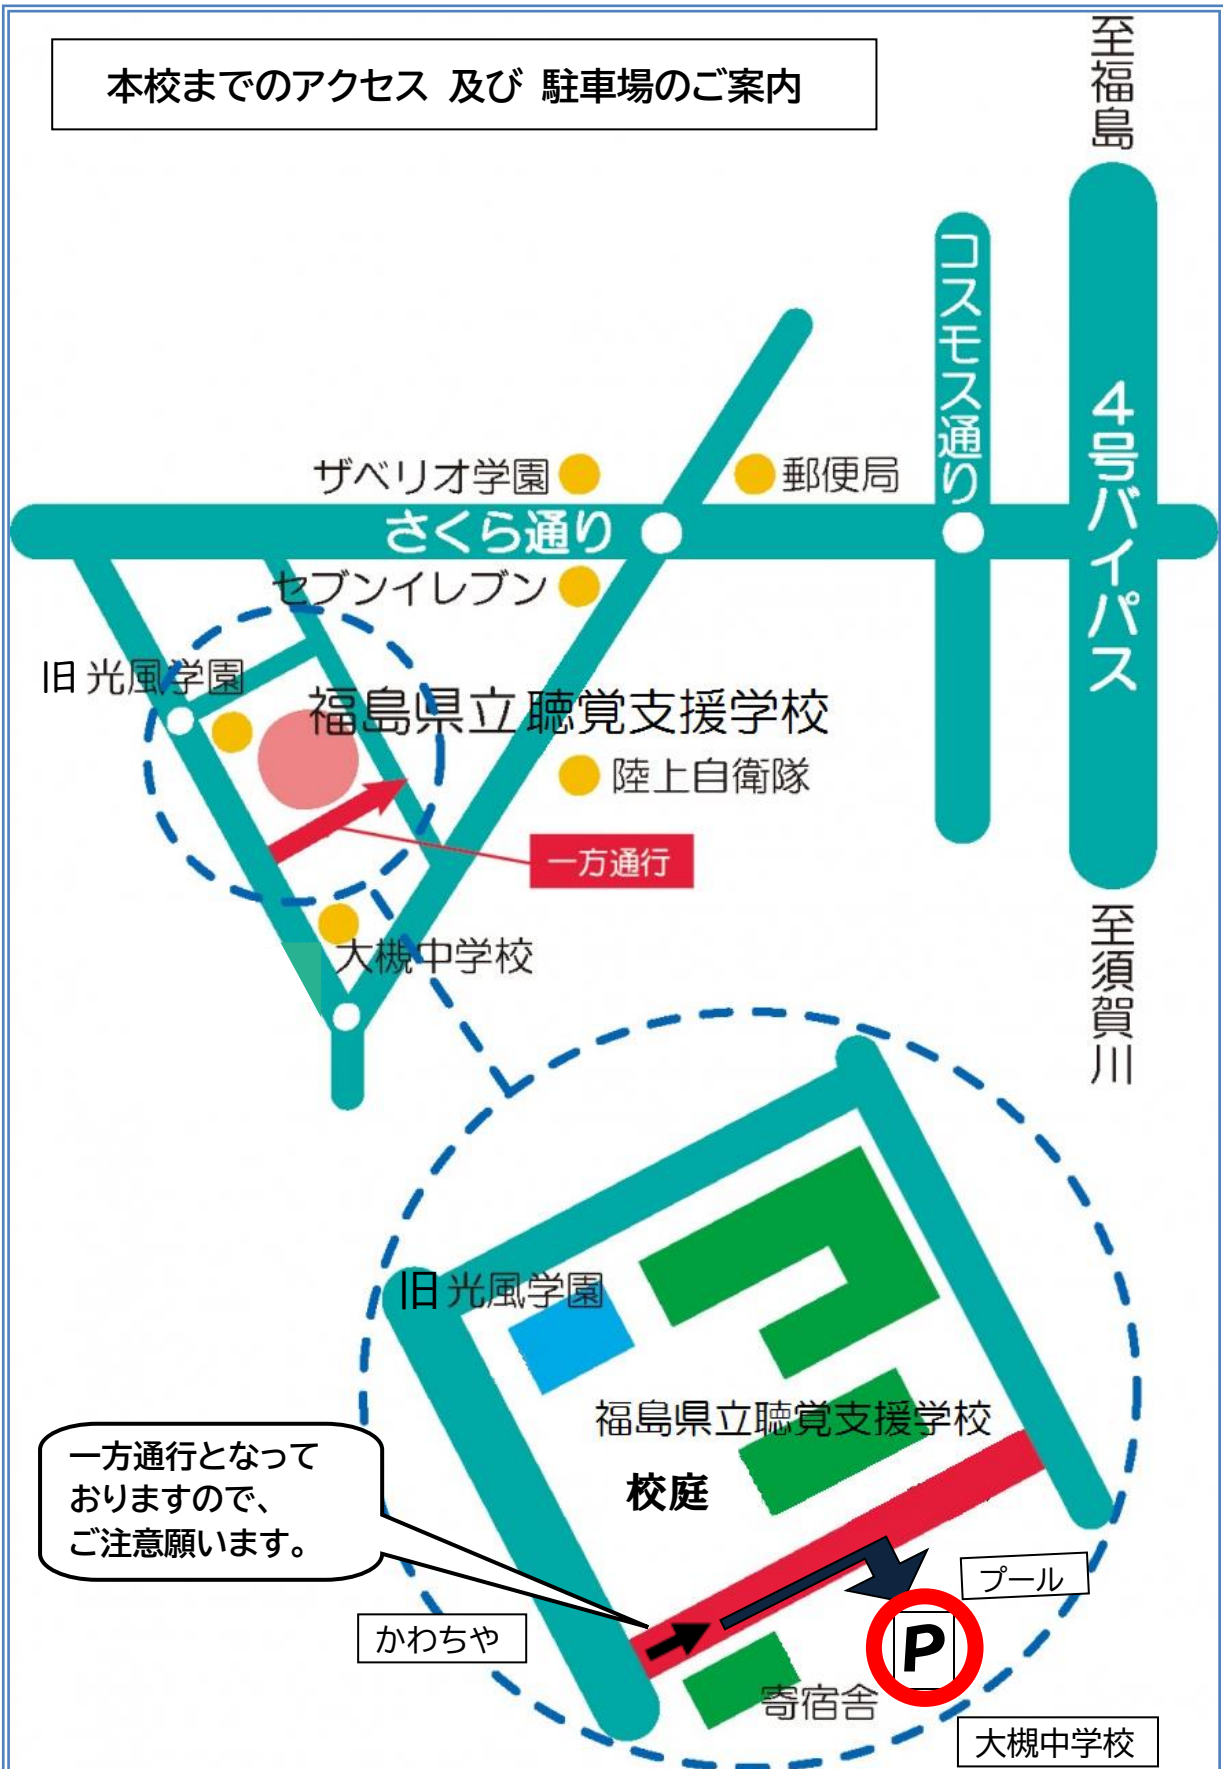 本校までのアクセス 及び 駐車場のご案内
至福島
コスモス通り
4号バイパス
ザベリオ学園
郵便局
さくら通り
セブンイレブン
旧 光風学園
福島県立聴覚支援学校
陸上自衛隊
一方通行
大槻中学校
至須賀川
旧 光風学園
福島県立聴覚支援学校
校庭
一方通行となって
おりますので、
ご注意願います。
プール
かわちや
P
寄宿舎
大槻中学校